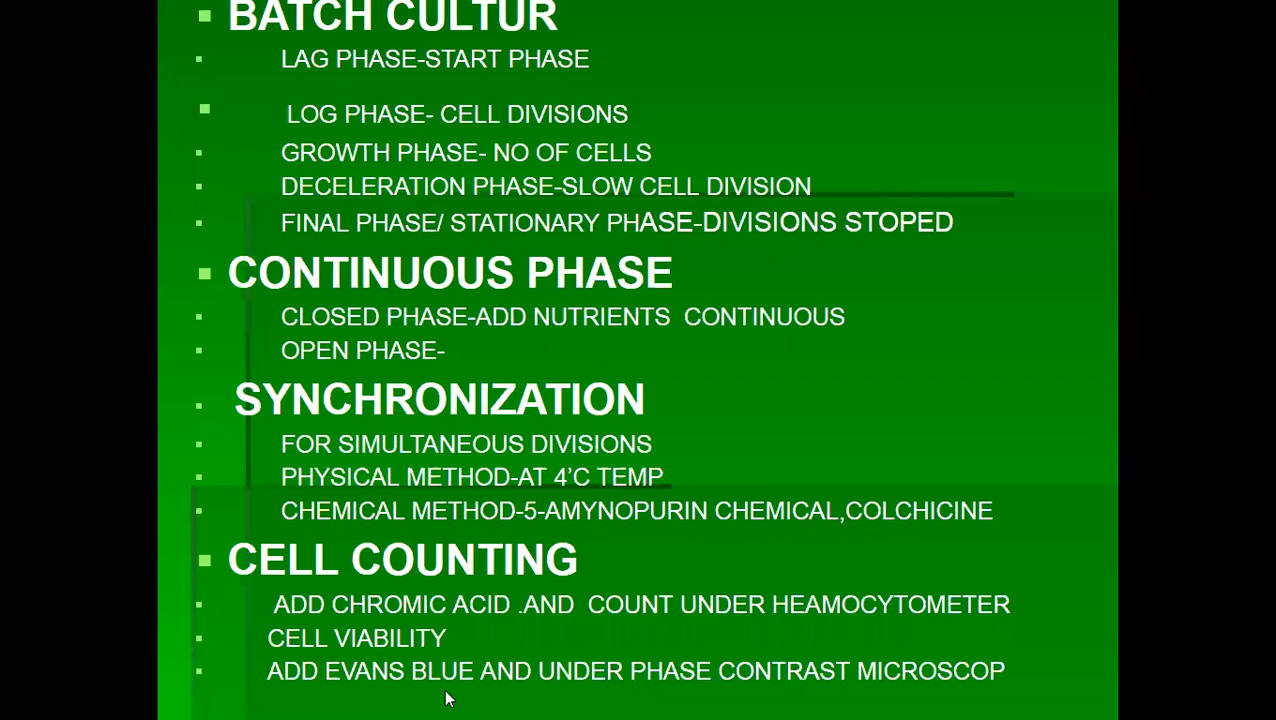 BATCH CULTUR
LAG PHASE-START PHASE
LOG PHASE- CELL DIVISIONS
GROWTH PHASE- NO OF CELLS
DECELERATION PHASE-SLOW CELL DIVISION
FINAL PHASE/ STATIONARY PHASE-DIVISIONS STOPED
CONTINUOUS PHASE
CLOSED PHASE-ADD NUTRIENTS  CONTINUOUS
OPEN PHASE-
SYNCHRONIZATION
FOR SIMULTANEOUS DIVISIONS
PHYSICAL METHOD-AT 4’C TEMP
CHEMICAL METHOD-5-AMYNOPURIN CHEMICAL,COLCHICINE
CELL COUNTING
ADD CHROMIC ACID .AND  COUNT UNDER HEAMOCYTOMETER
CELL VIABILITY
ADD EVANS BLUE AND UNDER PHASE CONTRAST MICROSCOP